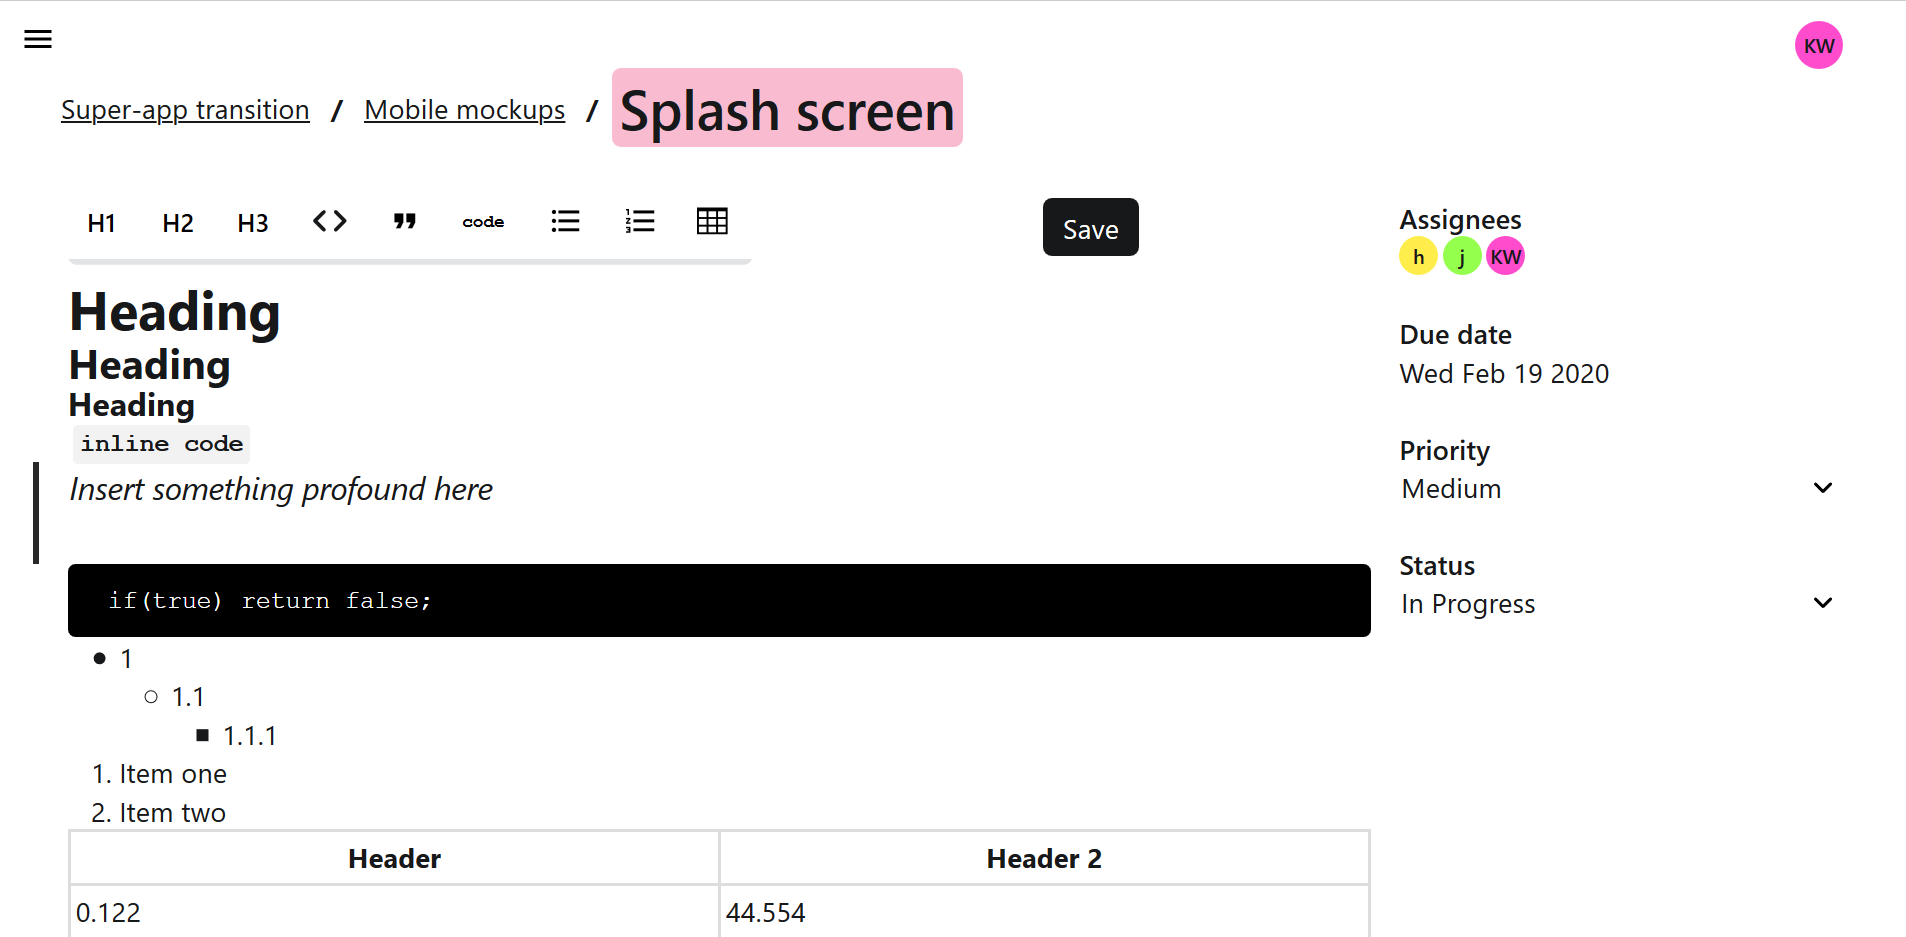 KW
Super-app transition / Mobile mockups / Splash screen
H1 H2 H3 <> " code
Save
Heading
Heading
Heading
inline code
Insert something profound here
if(true) return false;
1
1.1
1.1.1
1. Item one
2. Item two
Header Header 2
0.122 44.554
Assignees
h j KW
Due date
Wed Feb 19 2020
Priority
Medium
Status
In Progress